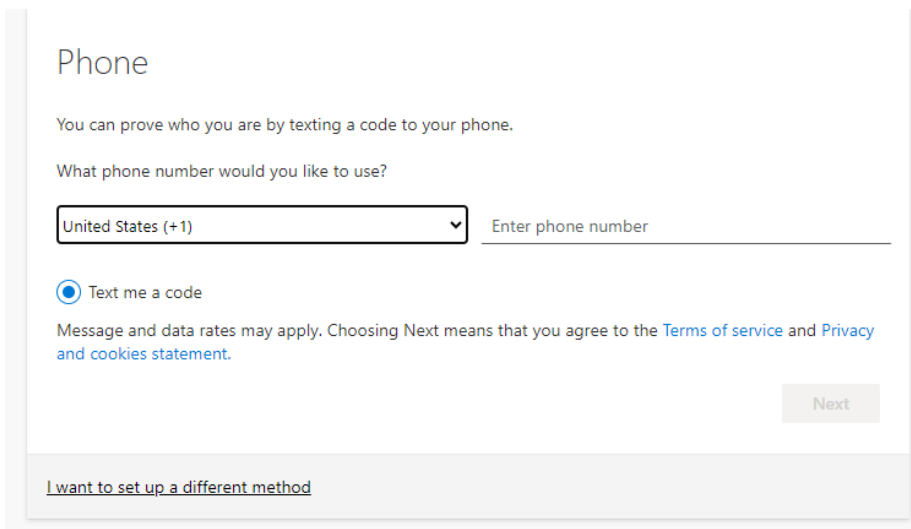 Phone
You can prove who you are by texting a code to your phone.
What phone number would you like to use?
United States (+1)
Enter phone number
Text me a code
Message and data rates may apply. Choosing Next means that you agree to the Terms of service and Privacy
and cookies statement.
Next
I want to set up a different method